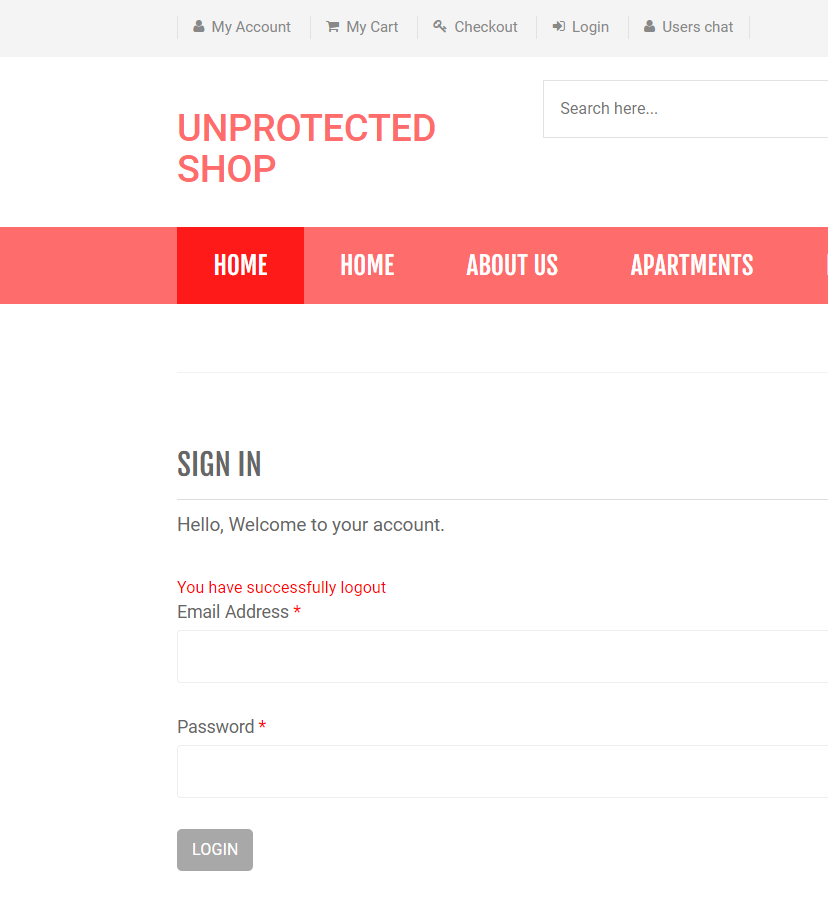 My Account My Cart Checkout Login Users chat
UNPROTECTED
SHOP
Search here...
HOME HOME ABOUT US APARTMENTS
SIGN IN
Hello, Welcome to your account.
You have successfully logout
Email Address *
Password *
LOGIN